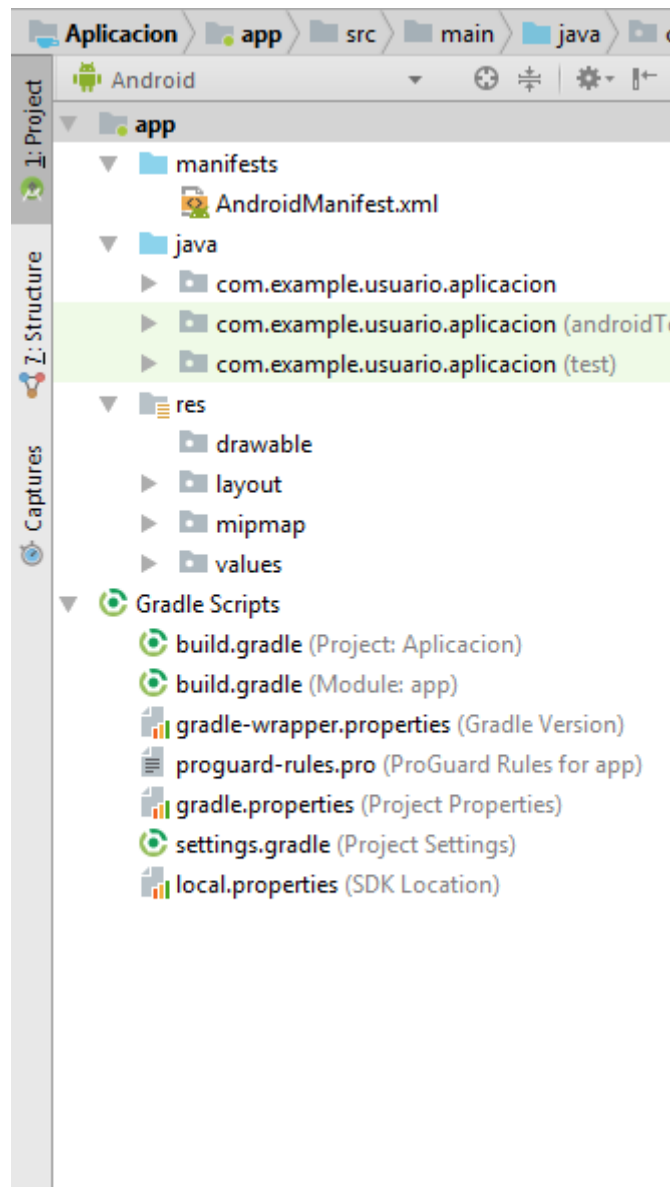 Aplicacion app src main java
Android
1: Project
7: Structure
Captures
app
manifests
AndroidManifest.xml
java
com.example.usuario.aplicacion
com.example.usuario.aplicacion
com.example.usuario.aplicacion (test)
res
drawable
layout
mipmap
values
Gradle Scripts
build.gradle (Project: Aplicacion)
build.gradle (Module: app)
gradle-wrapper.properties (Gradle Version)
proguard-rules.pro (ProGuard Rules for app)
gradle.properties (Project Properties)
settings.gradle (Project Settings)
local.properties (SDK Location)